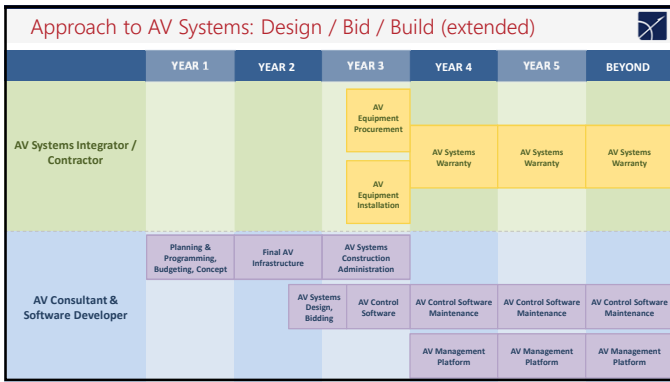 Approach to AV Systems: Design / Bid / Build (extended)
YEAR 1
YEAR 2
YEAR 3
YEAR 4
YEAR 5
BEYOND
AV Systems Integrator /
Contractor
AV
Equipment
Procurement
AV
Equipment
Installation
AV Systems
Warranty
AV Systems
Warranty
AV Systems
Warranty
AV Consultant &
Software Developer
Planning &
Programming,
Budgeting, Concept
Final AV
Infrastructure
AV Systems
Construction
Administration
AV Systems
Design,
Bidding
AV Control
Software
AV Control Software
Maintenance
AV Control Software
Maintenance
AV Control Software
Maintenance
AV Management
Platform
AV Management
Platform
AV Management
Platform